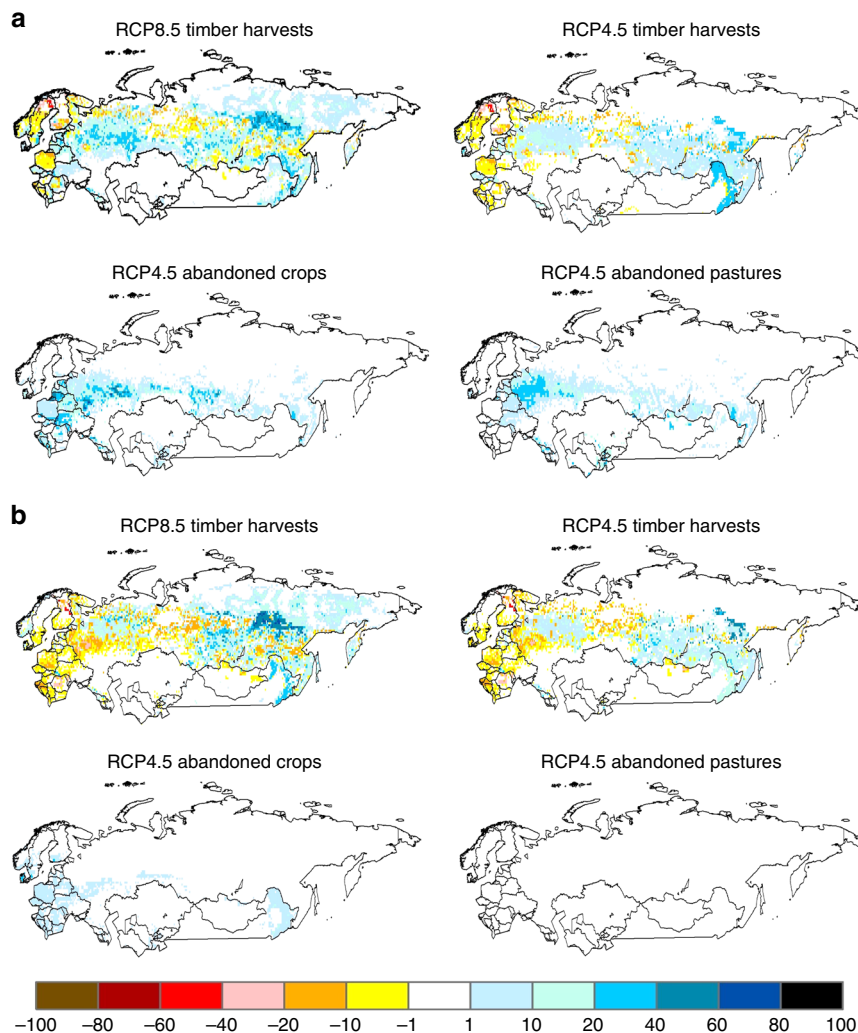 a
RCP8.5 timber harvests
RCP4.5 timber harvests
RCP4.5 abandoned crops
RCP4.5 abandoned pastures
b
RCP8.5 timber harvests
RCP4.5 timber harvests
RCP4.5 abandoned crops
RCP4.5 abandoned pastures
−100 −80 −60 −40 −20 −10 −1 1 10 20 40 60 80 100